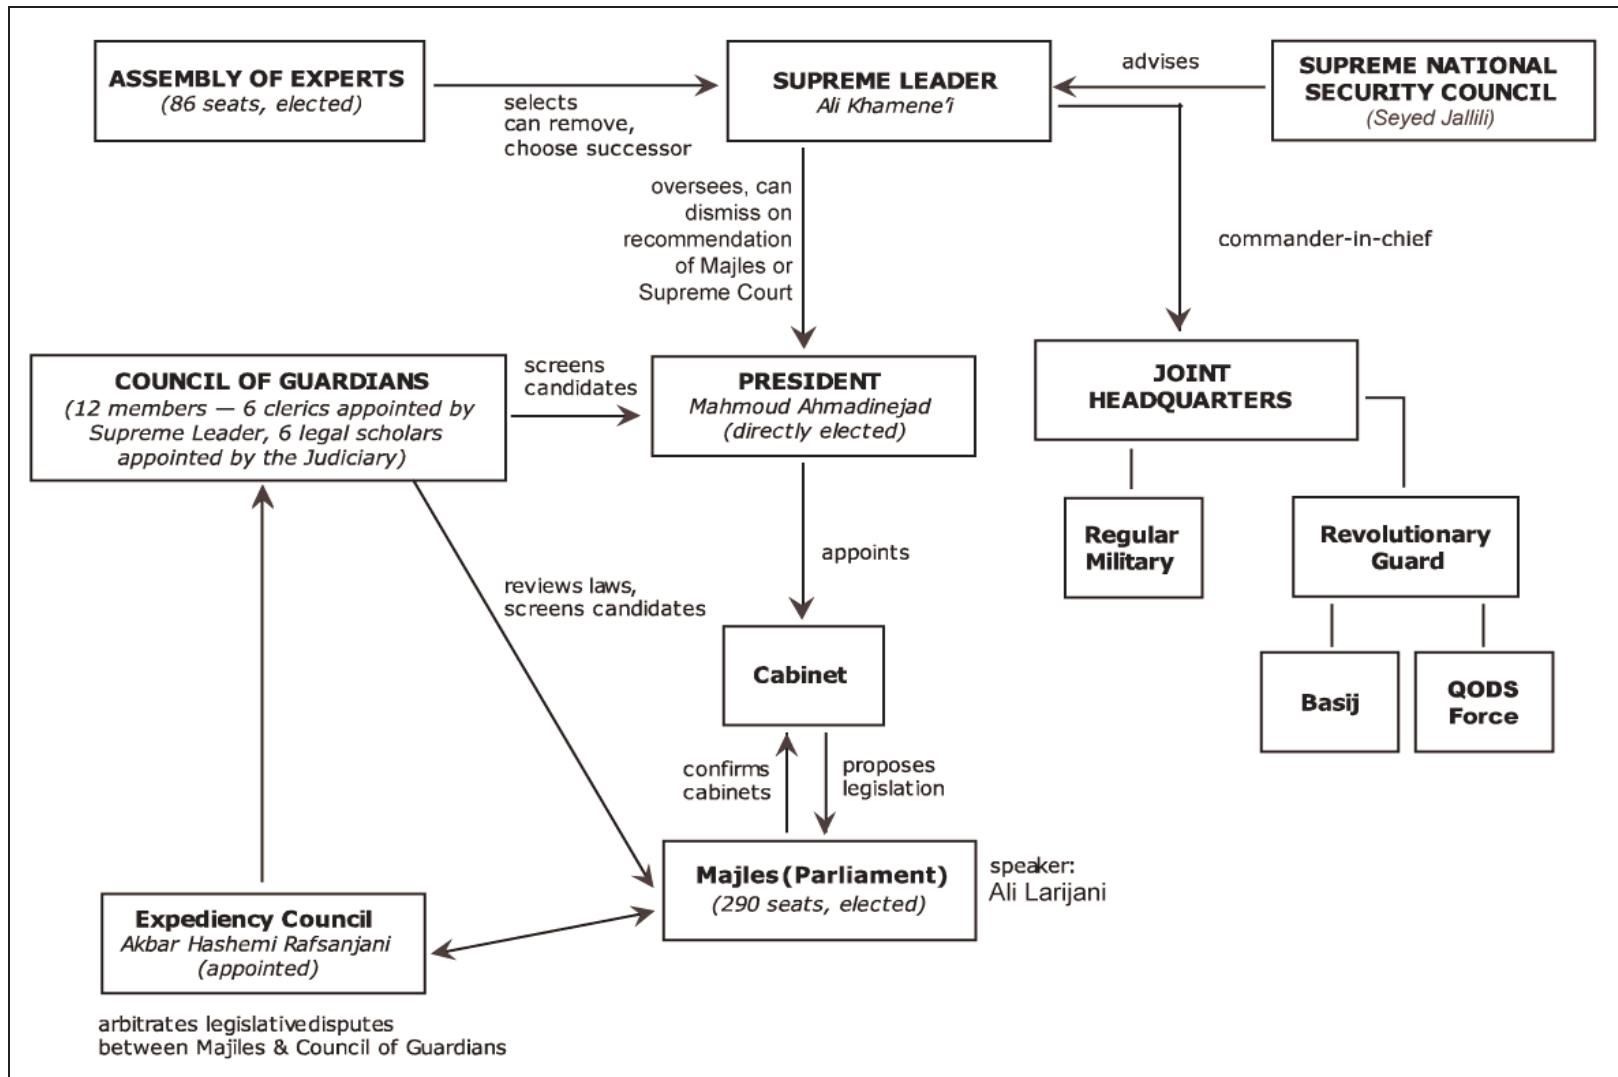 ASSEMBLY OF EXPERTS
(86 seats, elected)
selects
can remove,
choose successor
SUPREME LEADER
Ali Khamene'i
advises
SUPREME NATIONAL
SECURITY COUNCIL
(Seyed Jallili)
oversees, can
dismiss on
recommendation
of Majles or
Supreme Court
commander-in-chief
COUNCIL OF GUARDIANS
(12 members — 6 clerics appointed by
Supreme Leader, 6 legal scholars
appointed by the Judiciary)
screens
candidates
PRESIDENT
Mahmoud Ahmadinejad
(directly elected)
JOINT
HEADQUARTERS
Regular
Military
Revolutionary
Guard
appoints
reviews laws,
screens candidates
Cabinet
Basij
QODS
Force
confirms
cabinets
proposes
legislation
Majles (Parliament)
(290 seats, elected)
speaker:
Ali Larijani
Expediency Council
Akbar Hashemi Rafsanjani
(appointed)
arbitrates legislative disputes
between Majiles & Council of Guardians